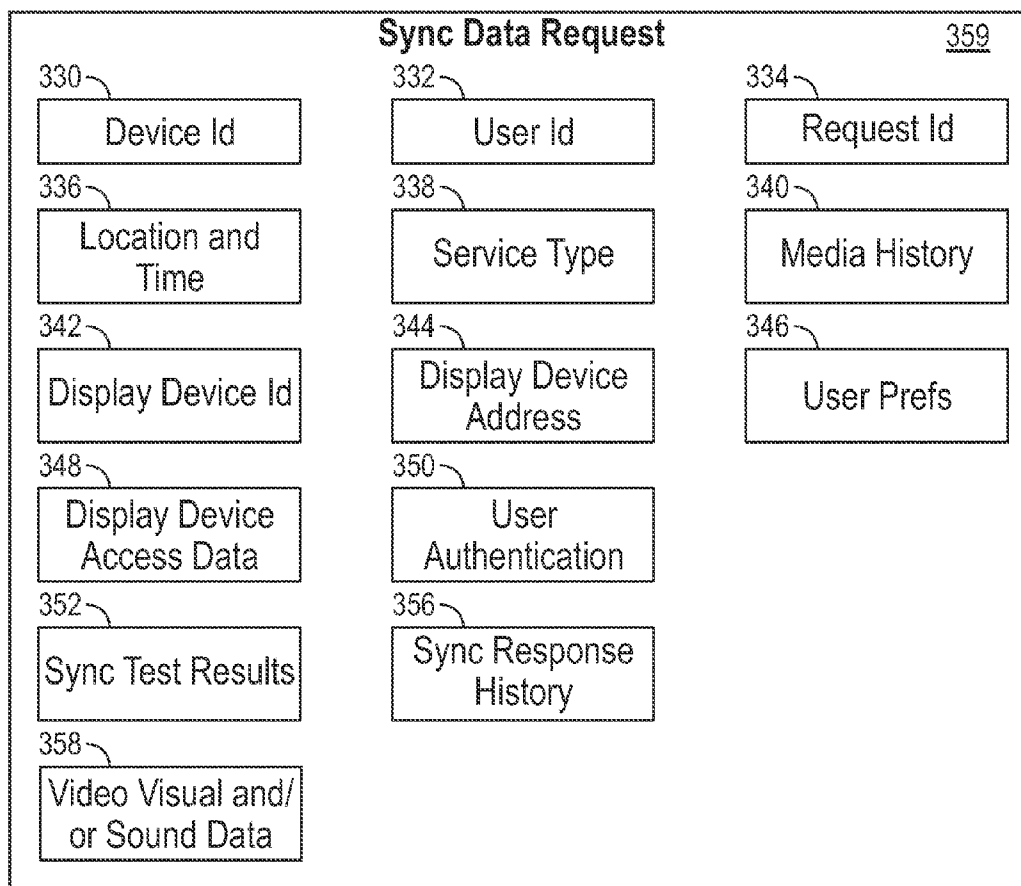 Sync Data Request
359
330
Device Id
332
User Id
334
Request Id
336
Location and
Time
338
Service Type
340
Media History
342
Display Device Id
344
Display Device
Address
346
User Prefs
348
Display Device
Access Data
350
User
Authentication
352
Sync Test Results
356
Sync Response
History
358
Video Visual and/
or Sound Data